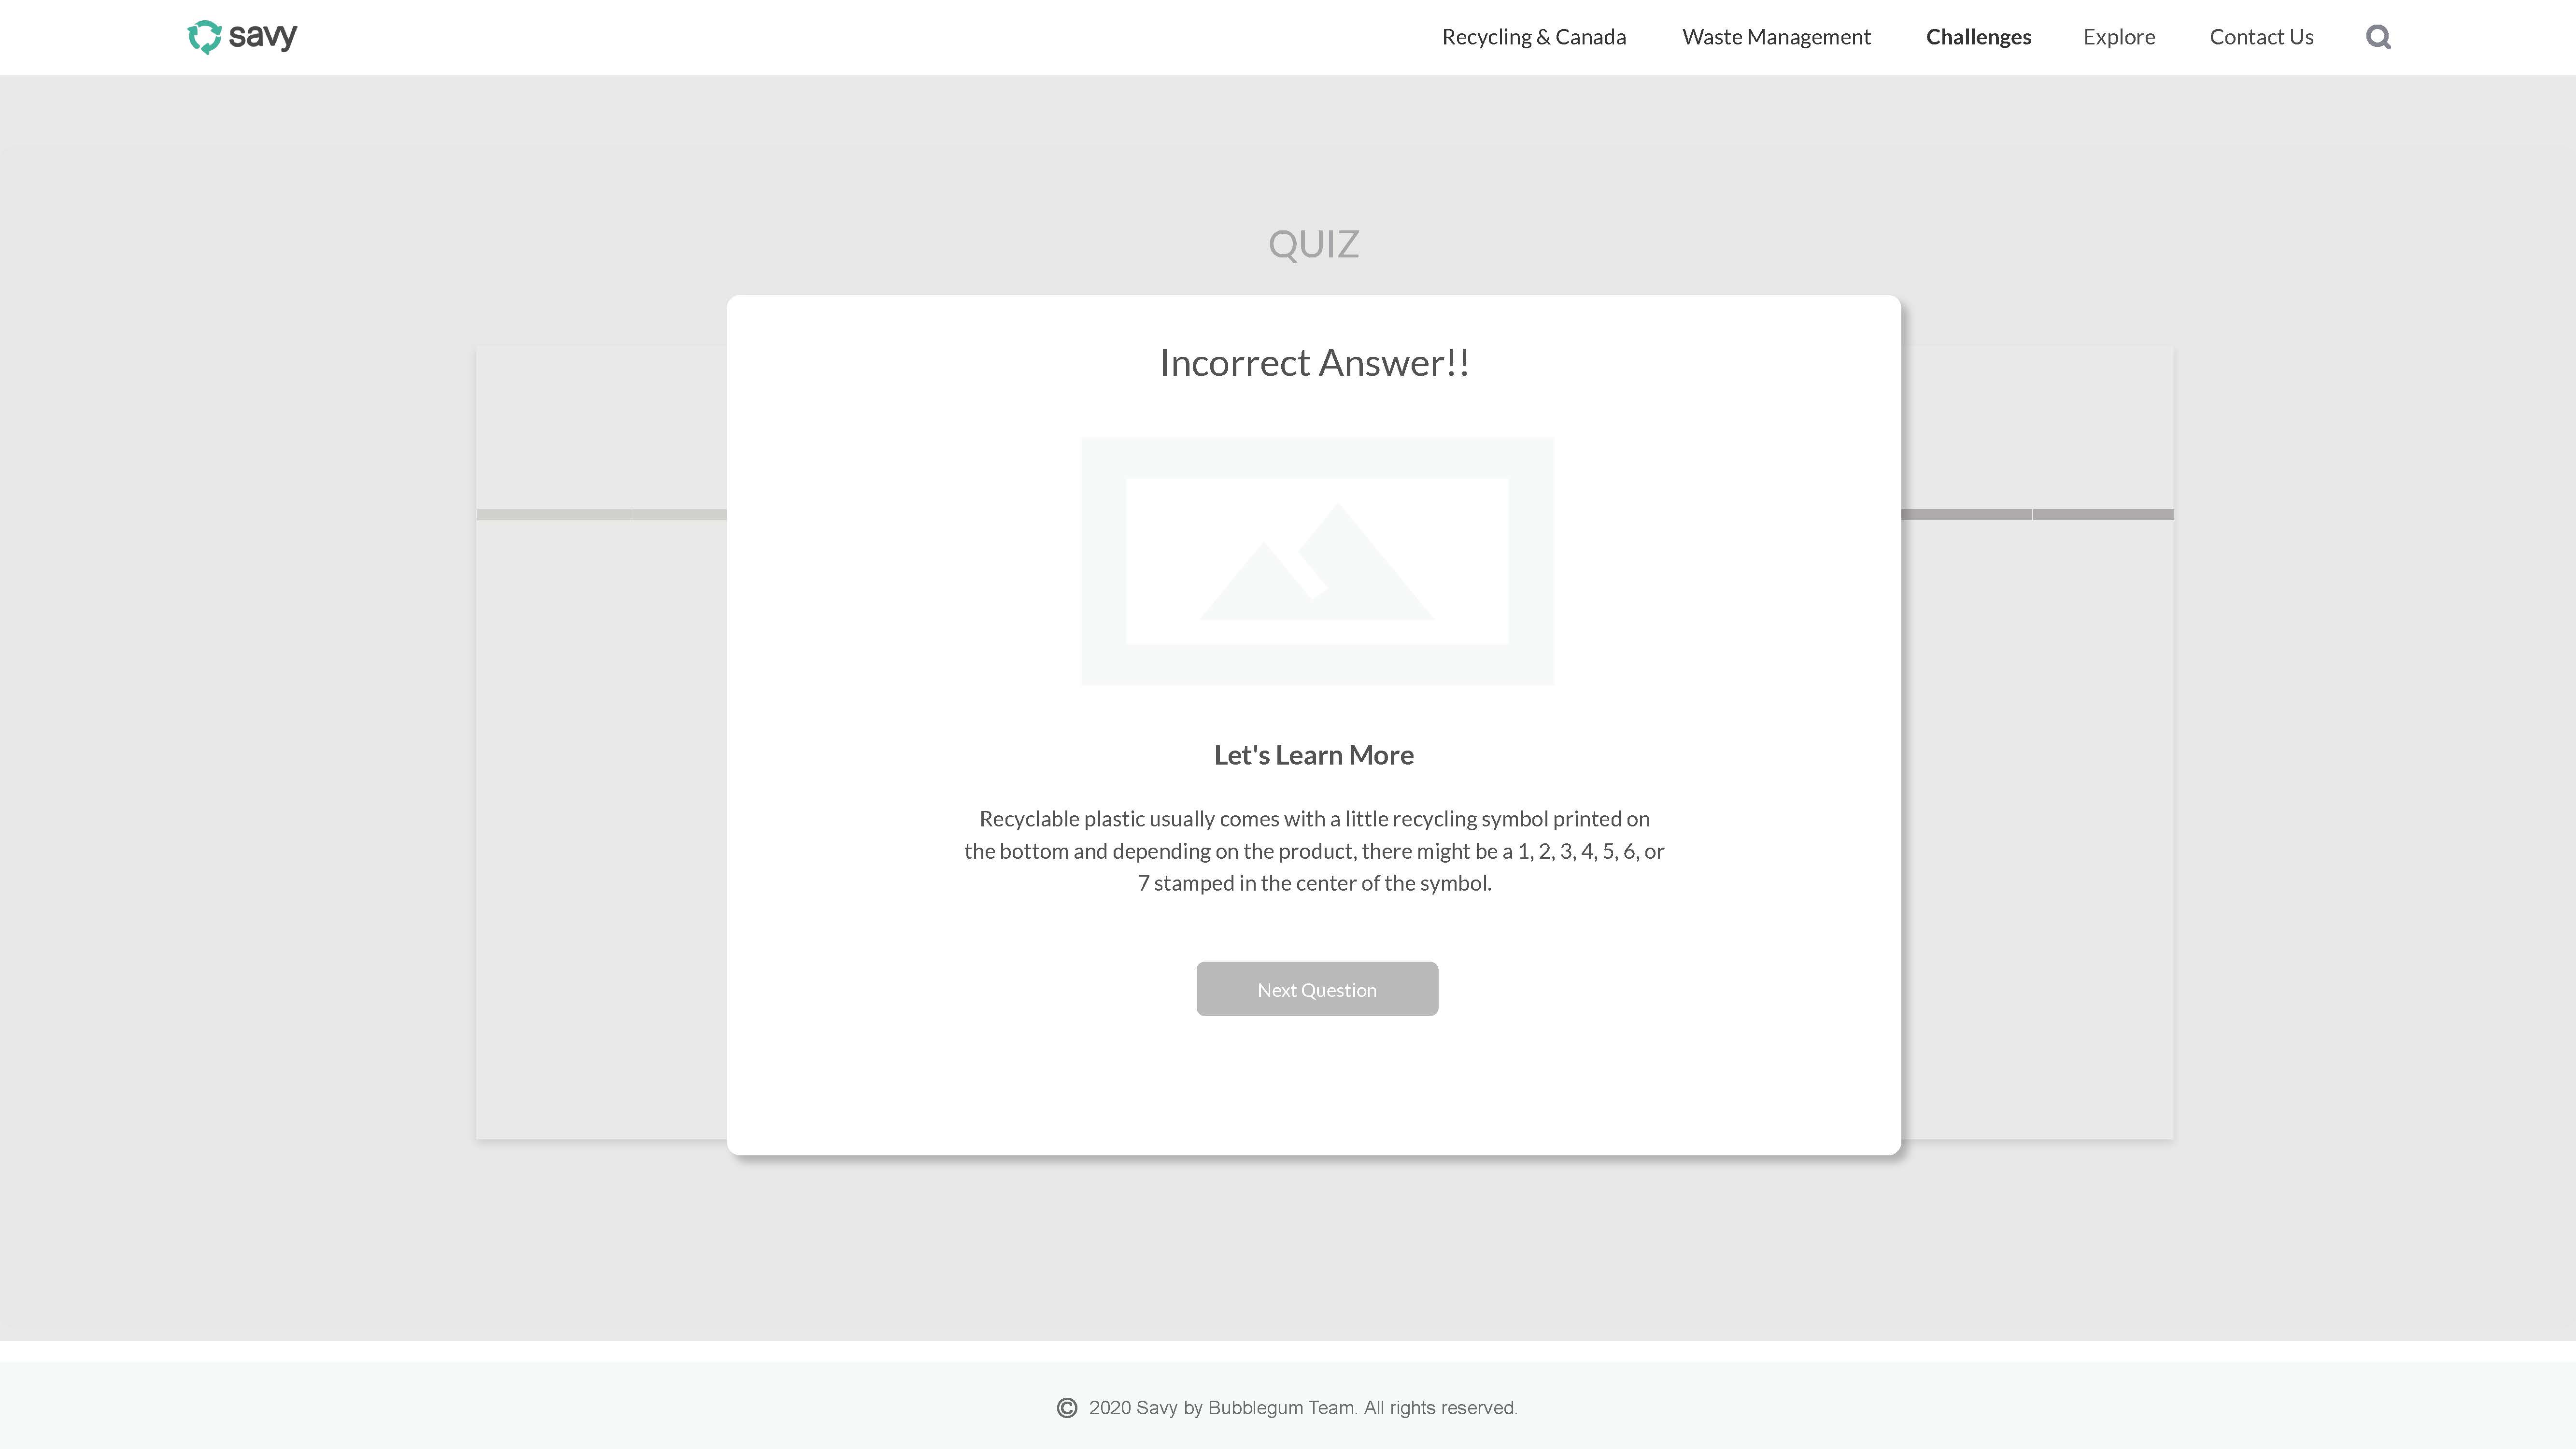 savy
Recycling & Canada
Waste Management
Challenges
Explore
Contact Us
QUIZ
Incorrect Answer!!
Let's Learn More
Recyclable plastic usually comes with a little recycling symbol printed on
the bottom and depending on the product, there might be a 1, 2, 3, 4, 5, 6, or
7 stamped in the center of the symbol.
Next Question
© 2020 Savy by Bubblegum Team. All rights reserved.